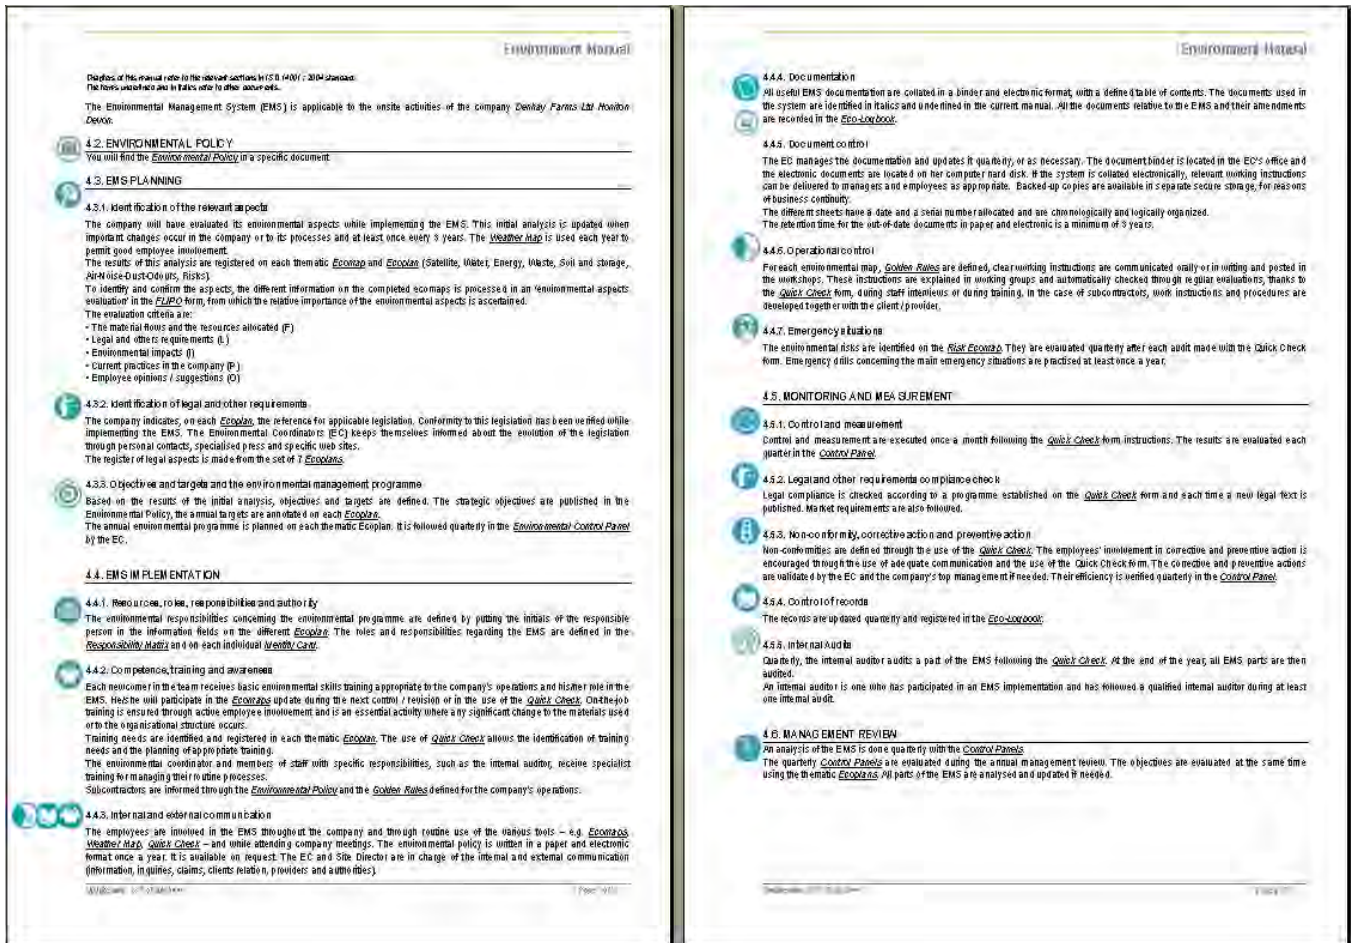 Environment Manual
Chapters of this manual refer to the relevant sections in ISO 14001 : 2004 standard.
The terms underlined and in italics refer to other documents.
The Environmental Management System (EMS) is applicable to the onsite activities of the company Denhay Farms Ltd Honiton
Devon.
4.2. ENVIRONMENTAL POLICY
You will find the Environmental Policy in a specific document
4.3. EMS PLANNING
4.3.1. Identification of the relevant aspects
The company will have evaluated its environmental aspects while implementing the EMS. This initial analysis is updated when
important changes occur in the company or to its processes and at least once every 3 years. The Weather Map is used each year to
permit good employee involvement.
The results of this analysis are registered on each thematic Ecomap and Ecoplan (Satellite, Water, Energy, Waste, Soil and storage,
Air-Noise-Dust-Odours, Risks).
To identify and confirm the aspects, the different information on the completed ecomaps is processed in an 'environmental aspects
evaluation' in the FLIPO form, from which the relative importance of the environmental aspects is ascertained.
The evaluation criteria are:
• The material flows and the resources allocated (F)
• Legal and others requirements (L)
• Environmental impacts (I)
• Current practices in the company (P)
• Employee opinions / suggestions (O)
4.3.2. Identification of legal and other requirements
The company indicates, on each Ecoplan, the reference for applicable legislation. Conformity to this legislation has been verified while
implementing the EMS. The Environmental Coordinators (EC) keeps themselves informed about the evolution of the legislation
through personal contacts, specialised press and specific web sites.
The register of legal aspects is made from the set of 7 Ecoplans.
4.3.3. Objectives and targets and the environmental management programme
Based on the results of the initial analysis, objectives and targets are defined. The strategic objectives are published in the
Environmental Policy, the annual targets are annotated on each Ecoplan.
The annual environmental programme is planned on each thematic Ecoplan. It is followed quarterly in the Environmental Control Panel
by the EC.
4.4. EMS IMPLEMENTATION
4.4.1. Resources, roles, responsibilities and authority
The environmental responsibilities concerning the environmental programme are defined by putting the initials of the responsible
person in the information fields on the different Ecoplan. The roles and responsibilities regarding the EMS are defined in the
Responsibility Matrix and on each individual Identity Card.
4.4.2. Competence, training and awareness
Each newcomer in the team receives basic environmental skills training appropriate to the company's operations and his/her role in the
EMS. He/she will participate in the Ecomaps update during the next control / revision or in the use of the Quick Check. On-the-job
training is ensured through active employee involvement and is an essential activity where any significant change to the materials used
or to the organisational structure occurs.
Training needs are identified and registered in each thematic Ecoplan. The use of Quick Check allows the identification of training
needs and the planning of appropriate training.
The environmental coordinator and members of staff with specific responsibilities, such as the internal auditor, receive specialist
training for managing their routine processes.
Subcontractors are informed through the Environmental Policy and the Golden Rules defined for the company's operations.
4.4.3. Internal and external communication
The employees are involved in the EMS throughout the company and through routine use of the various tools – e.g. Ecomaps,
Weather Map, Quick Check – and while attending company meetings. The environmental policy is written in a paper and electronic
format once a year. It is available on request. The EC and Site Director are in charge of the internal and external communication
(information, inquiries, claims, clients relation, providers and authorities).
Environment Manual
4.4.4. Documentation
All useful EMS documentation are collated in a binder and electronic format, with a defined table of contents. The documents used in
the system are identified in italics and underlined in the current manual. All the documents relative to the EMS and their amendments
are recorded in the Eco-Logbook.
4.4.5. Document control
The EC manages the documentation and updates it quarterly, or as necessary. The document binder is located in the EC's office and
the electronic documents are located on her computer hard disk. If the system is collated electronically, relevant working instructions
can be delivered to managers and employees as appropriate. Backed-up copies are available in separate secure storage, for reasons
of business continuity.
The different sheets have a date and a serial number allocated and are chronologically and logically organized.
The retention time for the out-of-date documents in paper and electronic is a minimum of 3 years.
4.4.6. Operational control
For each environmental map, Golden Rules are defined, clear working instructions are communicated orally or in writing and posted in
the workshops. These instructions are explained in working groups and automatically checked through regular evaluations, thanks to
the Quick Check form, during staff interviews or during training. In the case of subcontractors, work instructions and procedures are
developed together with the client / provider.
4.4.7. Emergency situations
The environmental risks are identified on the Risk Ecomap. They are evaluated quarterly after each audit made with the Quick Check
form. Emergency drills concerning the main emergency situations are practised at least once a year.
4.5. MONITORING AND MEASUREMENT
4.5.1. Control and measurement
Control and measurement are executed once a month following the Quick Check form instructions. The results are evaluated each
quarter in the Control Panel.
4.5.2. Legal and other requirements compliance check
Legal compliance is checked according to a programme established on the Quick Check form and each time a new legal text is
published. Market requirements are also followed.
4.5.3. Non-conformity, corrective action and preventive action
Non-conformities are defined through the use of the Quick Check. The employees' involvement in corrective and preventive action is
encouraged through the use of adequate communication and the use of the Quick Check form. The corrective and preventive actions
are validated by the EC and the company's top management if needed. Their efficiency is verified quarterly in the Control Panel.
4.5.4. Control of records
The records are updated quarterly and registered in the Eco-Logbook.
4.5.5. Internal Audits
Quarterly, the internal auditor audits a part of the EMS following the Quick Check. At the end of the year, all EMS parts are then
audited.
An internal auditor is one who has participated in an EMS implementation and has followed a qualified internal auditor during at least
one internal audit.
4.6. MANAGEMENT REVIEW
An analysis of the EMS is done quarterly with the Control Panels.
The quarterly Control Panels are evaluated during the annual management review. The objectives are evaluated at the same time
using the thematic Ecoplans. All parts of the EMS are analysed and updated if needed.